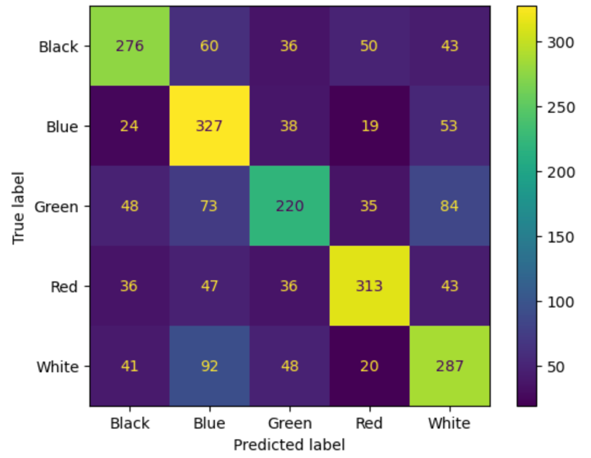 Black 276 60 36 50 43
Blue 24 327 38 19 53
Green 48 73 220 35 84
Red 36 47 36 313 43
White 41 92 48 20 287
Black Blue Green Red White
Predicted label
True label
300
250
200
150
100
50